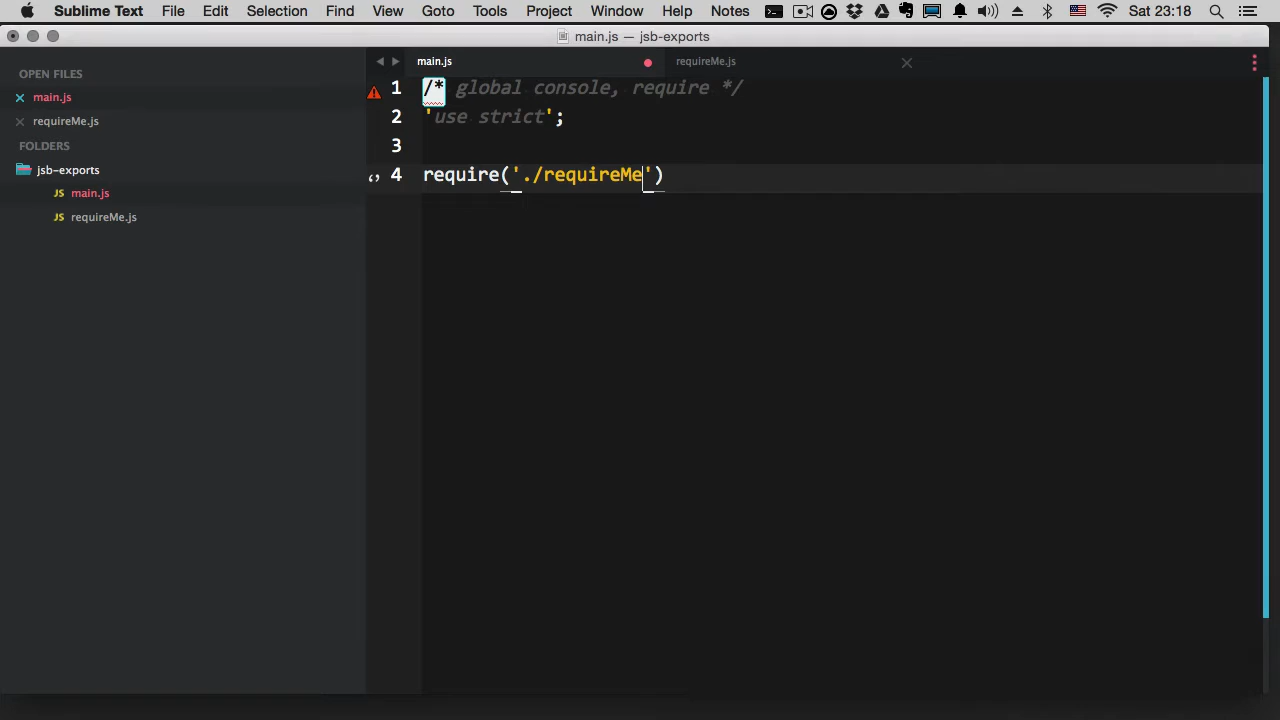 Sublime Text File Edit Selection Find View Goto Tools Project Window Help Notes Sat 23:18
main.js — jsb-exports
OPEN FILES
main.js
requireMe.js
FOLDERS
jsb-exports
JS main.js
JS requireMe.js
main.js requireMe.js
1 /* global console, require */
2 'use strict';
3
4 require('./requireMe')